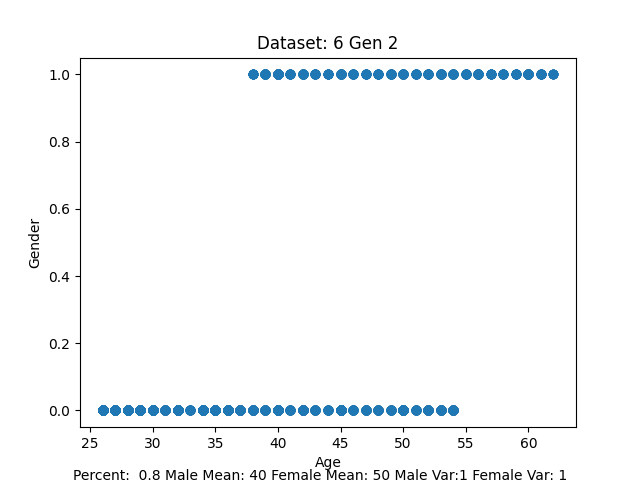 Dataset: 6 Gen 2
1.0
0.8
0.6
0.4
0.2
0.0
Gender
25 30 35 40 45 50 55 60
Age
Percent:  0.8 Male Mean: 40 Female Mean: 50 Male Var:1 Female Var: 1